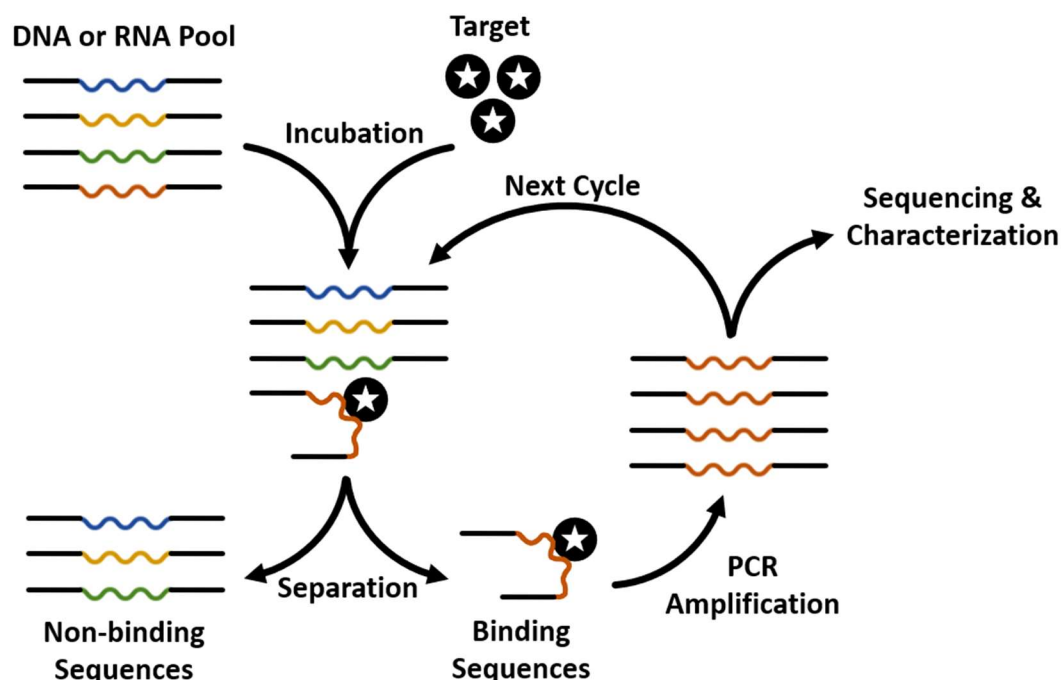 DNA or RNA Pool
Target
Incubation
Next Cycle
Sequencing &
Characterization
Separation
Non-binding
Sequences
Binding
Sequences
PCR
Amplification